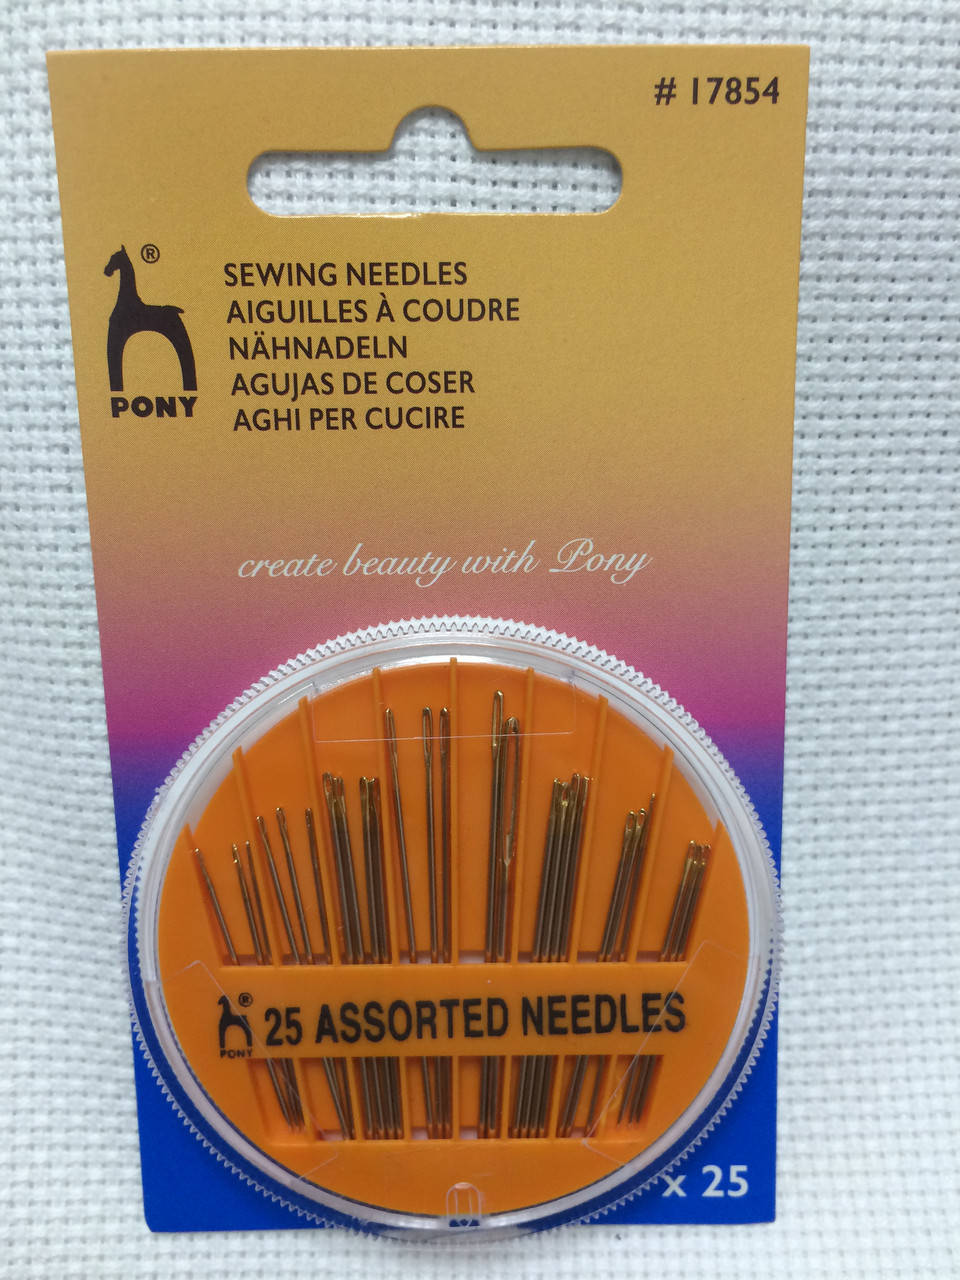 # 17854
®
SEWING NEEDLES
AIGUILLES À COUDRE
NÄHNADELN
AGUJAS DE COSER
AGHI PER CUCIRE
PONY
create beauty with Pony
®
25 ASSORTED NEEDLES
PONY
x 25